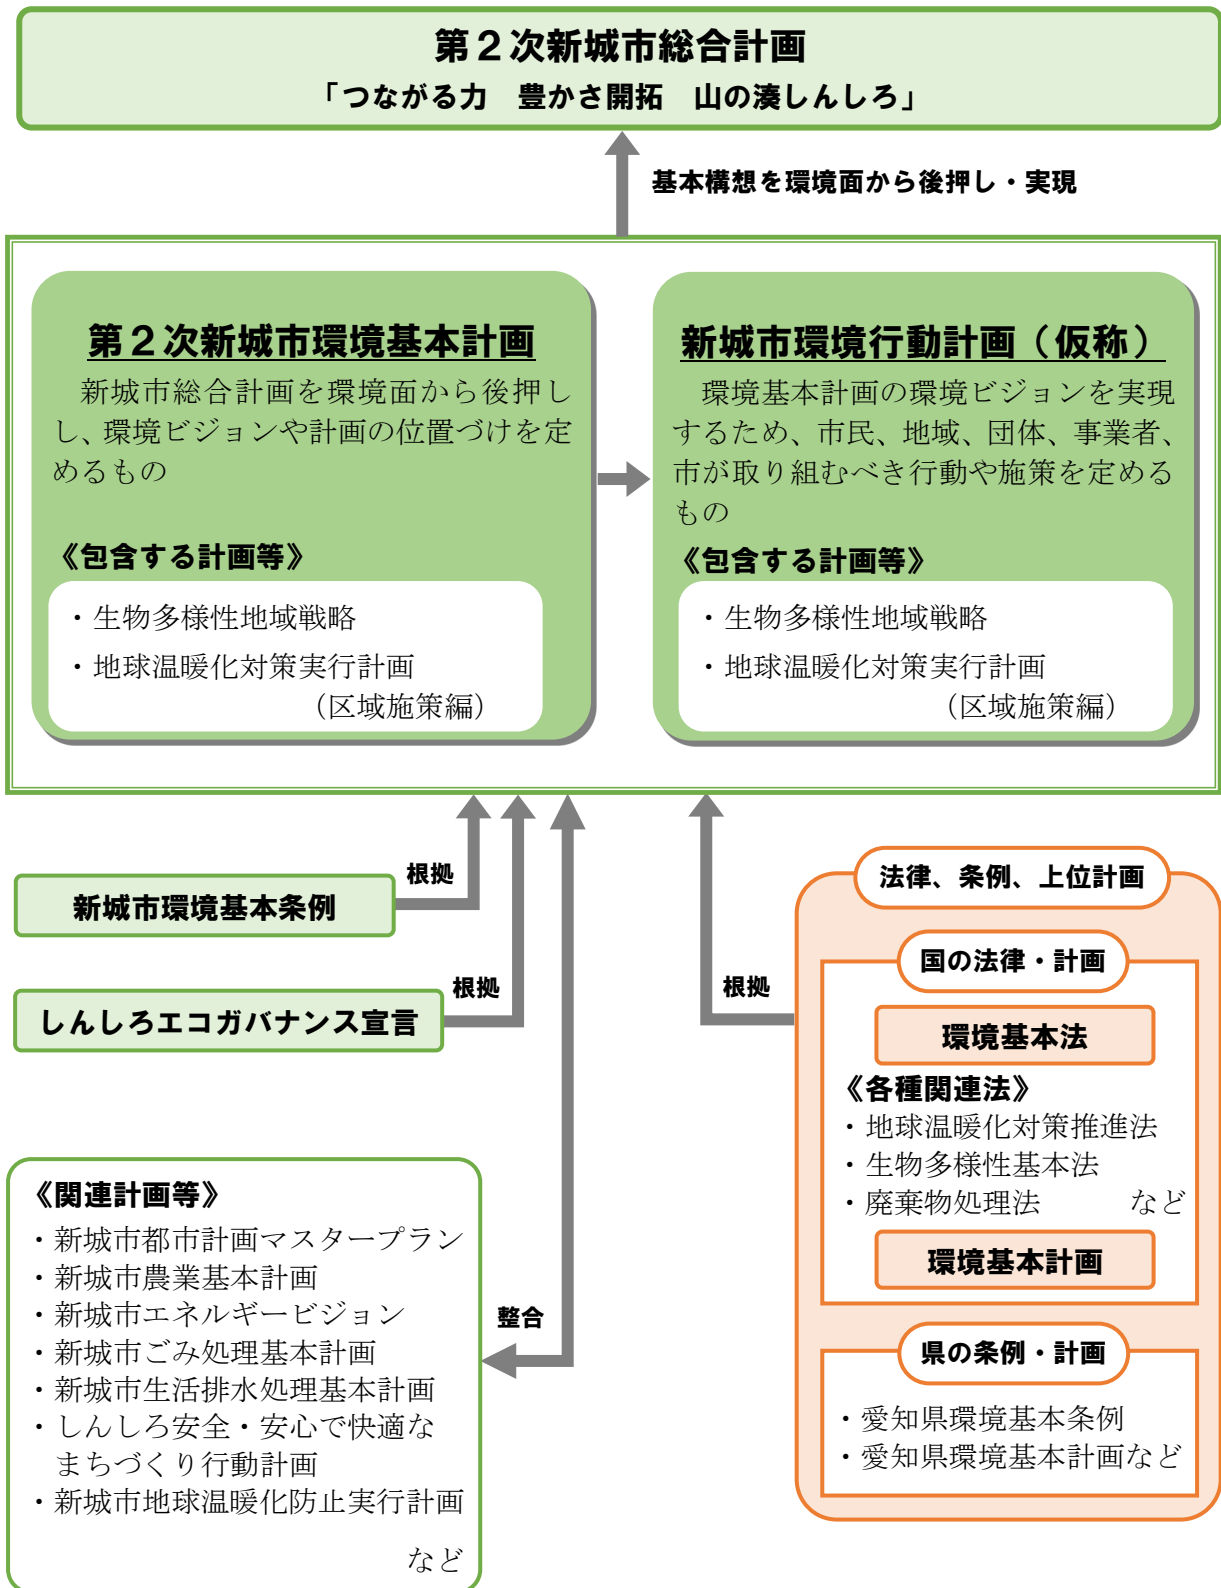 第２次新城市総合計画
「つながる力　豊かさ開拓　山の湊しんしろ」
基本構想を環境面から後押し・実現
第２次新城市環境基本計画
新城市総合計画を環境面から後押し
し、環境ビジョンや計画の位置づけを定
めるもの
《包含する計画等》
・生物多様性地域戦略
・地球温暖化対策実行計画
（区域施策編）
新城市環境行動計画（仮称）
環境基本計画の環境ビジョンを実現
するため、市民、地域、団体、事業者、
市が取り組むべき行動や施策を定める
もの
《包含する計画等》
・生物多様性地域戦略
・地球温暖化対策実行計画
（区域施策編）
根拠
新城市環境基本条例
根拠
しんしろエコガバナンス宣言
《関連計画等》
・新城市都市計画マスタープラン
・新城市農業基本計画
・新城市エネルギービジョン
・新城市ごみ処理基本計画
・新城市生活排水処理基本計画
・しんしろ安全・安心で快適な
まちづくり行動計画
・新城市地球温暖化防止実行計画
など
整合
根拠
法律、条例、上位計画
国の法律・計画
環境基本法
《各種関連法》
・地球温暖化対策推進法
・生物多様性基本法
・廃棄物処理法　　　など
環境基本計画
県の条例・計画
・愛知県環境基本条例
・愛知県環境基本計画など